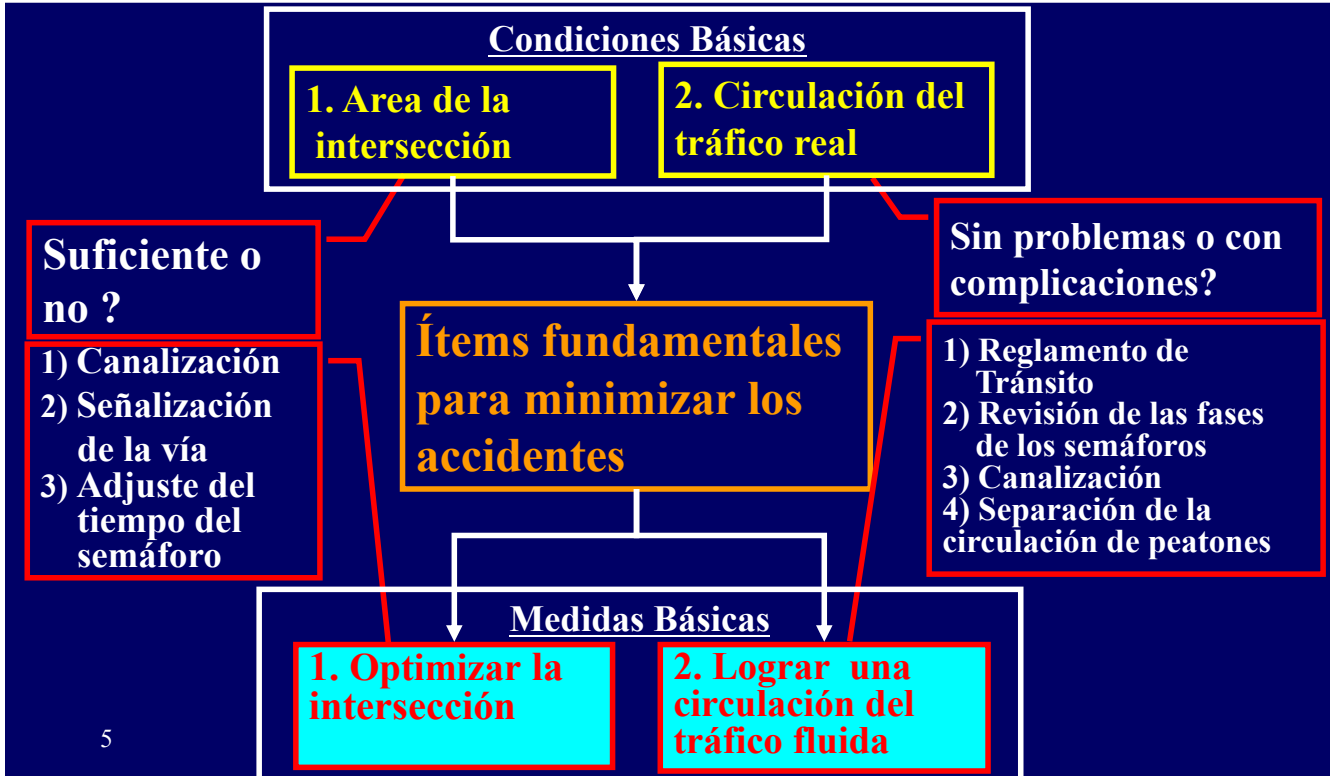 Condiciones Básicas
1. Area de la
intersección
2. Circulación del
tráfico real
Suficiente o
no ?
Sin problemas o con
complicaciones?
Ítems fundamentales
para minimizar los
accidentes
1) Canalización
2) Señalización
de la vía
3) Adjuste del
tiempo del
semáforo
1) Reglamento de
Tránsito
2) Revisión de las fases
de los semáforos
3) Canalización
4) Separación de la
circulación de peatones
Medidas Básicas
1. Optimizar la
intersección
2. Lograr una
circulación del
tráfico fluida
5